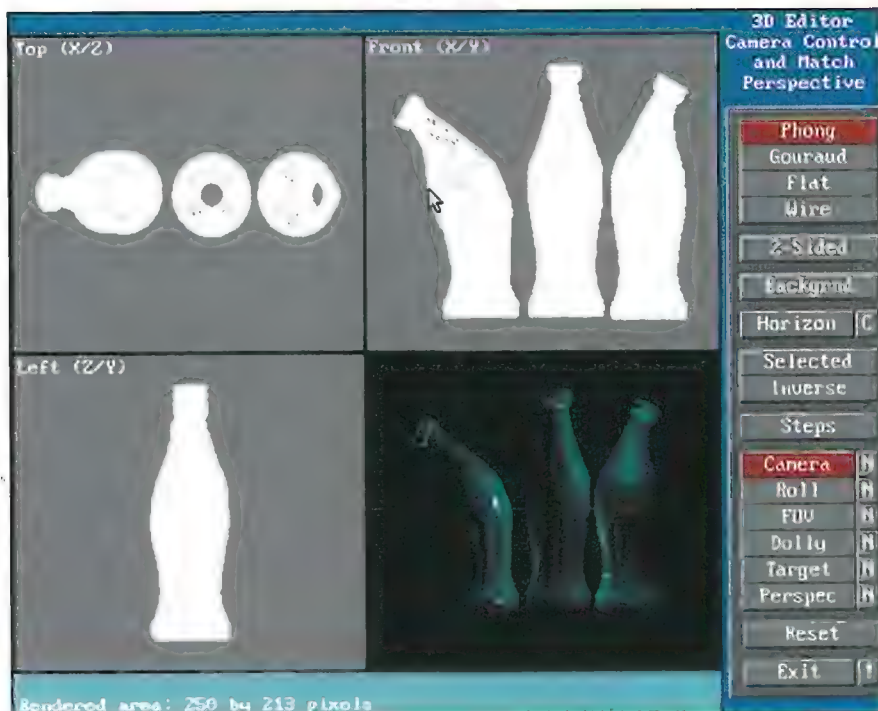 3D Editor
Camera Control
and Match
Perspective
Top (X/Z)
Front (X/Y)
Phong
Gouraud
Flat
Wire
2-Sided
Backgrnd
Horizon C
Selected
Inverse
Steps
Left (Z/Y)
Camera N
Roll N
FOV N
Dolly N
Target N
Perspec N
Reset
Exit
Rendered area: 250 by 213 pixels